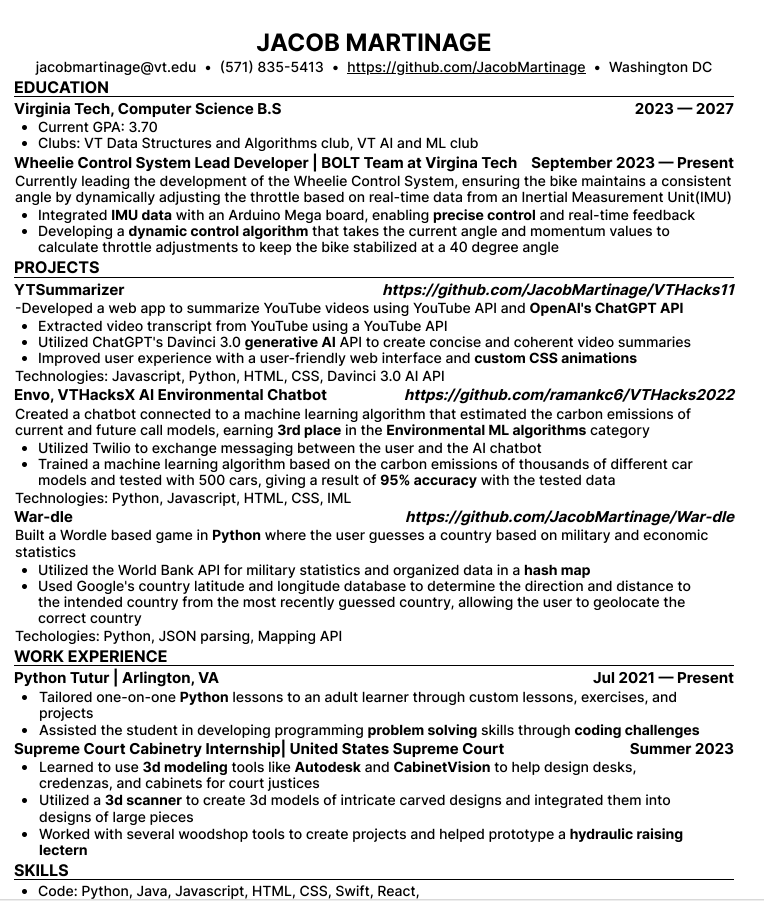 JACOB MARTINAGE
jacobmartinage@vt.edu • (571) 835-5413 • https://github.com/JacobMartinage • Washington DC
EDUCATION
Virginia Tech, Computer Science B.S 2023 — 2027
• Current GPA: 3.70
• Clubs: VT Data Structures and Algorithms club, VT AI and ML club
Wheelie Control System Lead Developer | BOLT Team at Virgina Tech September 2023 — Present
Currently leading the development of the Wheelie Control System, ensuring the bike maintains a consistent
angle by dynamically adjusting the throttle based on real-time data from an Inertial Measurement Unit(IMU)
• Integrated IMU data with an Arduino Mega board, enabling precise control and real-time feedback
• Developing a dynamic control algorithm that takes the current angle and momentum values to
calculate throttle adjustments to keep the bike stabilized at a 40 degree angle
PROJECTS
YTSummarizer https://github.com/JacobMartinage/VTHacks11
-Developed a web app to summarize YouTube videos using YouTube API and OpenAI's ChatGPT API
• Extracted video transcript from YouTube using a YouTube API
• Utilized ChatGPT's Davinci 3.0 generative AI API to create concise and coherent video summaries
• Improved user experience with a user-friendly web interface and custom CSS animations
Technologies: Javascript, Python, HTML, CSS, Davinci 3.0 AI API
Envo, VTHacksX AI Environmental Chatbot https://github.com/ramankc6/VTHacks2022
Created a chatbot connected to a machine learning algorithm that estimated the carbon emissions of
current and future call models, earning 3rd place in the Environmental ML algorithms category
• Utilized Twilio to exchange messaging between the user and the AI chatbot
• Trained a machine learning algorithm based on the carbon emissions of thousands of different car
models and tested with 500 cars, giving a result of 95% accuracy with the tested data
Technologies: Python, Javascript, HTML, CSS, IML
War-dle https://github.com/JacobMartinage/War-dle
Built a Wordle based game in Python where the user guesses a country based on military and economic
statistics
• Utilized the World Bank API for military statistics and organized data in a hash map
• Used Google's country latitude and longitude database to determine the direction and distance to
the intended country from the most recently guessed country, allowing the user to geolocate the
correct country
Techologies: Python, JSON parsing, Mapping API
WORK EXPERIENCE
Python Tutur | Arlington, VA Jul 2021 — Present
• Tailored one-on-one Python lessons to an adult learner through custom lessons, exercises, and
projects
• Assisted the student in developing programming problem solving skills through coding challenges
Supreme Court Cabinetry Internship| United States Supreme Court Summer 2023
• Learned to use 3d modeling tools like Autodesk and CabinetVision to help design desks,
credenzas, and cabinets for court justices
• Utilized a 3d scanner to create 3d models of intricate carved designs and integrated them into
designs of large pieces
• Worked with several woodshop tools to create projects and helped prototype a hydraulic raising
lectern
SKILLS
• Code: Python, Java, Javascript, HTML, CSS, Swift, React,